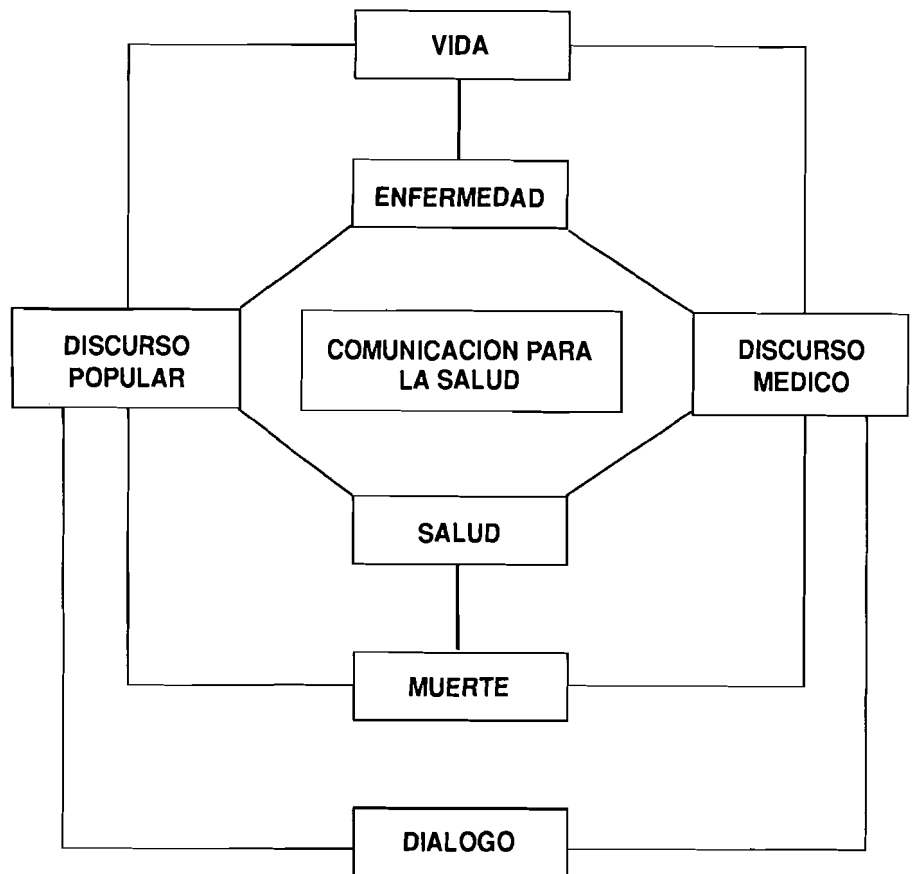 VIDA
ENFERMEDAD
DISCURSO
POPULAR
COMUNICACION PARA
LA SALUD
DISCURSO
MEDICO
SALUD
MUERTE
DIALOGO